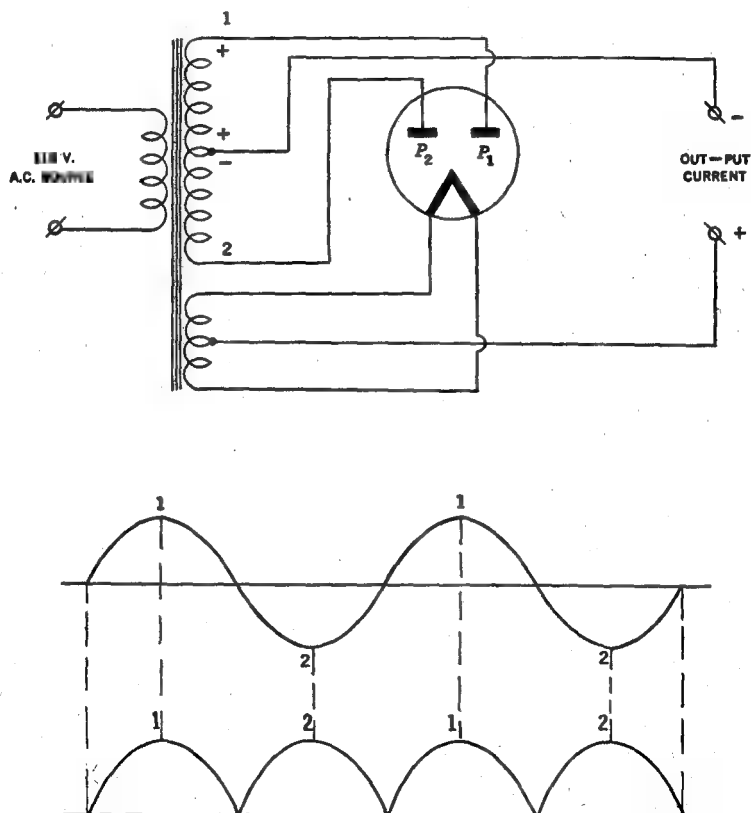 1
+
+
-
2
V.
A.C.
P2 P1
-
OUT-PUT
CURRENT
+
1 1
2 2
1 2 1 2